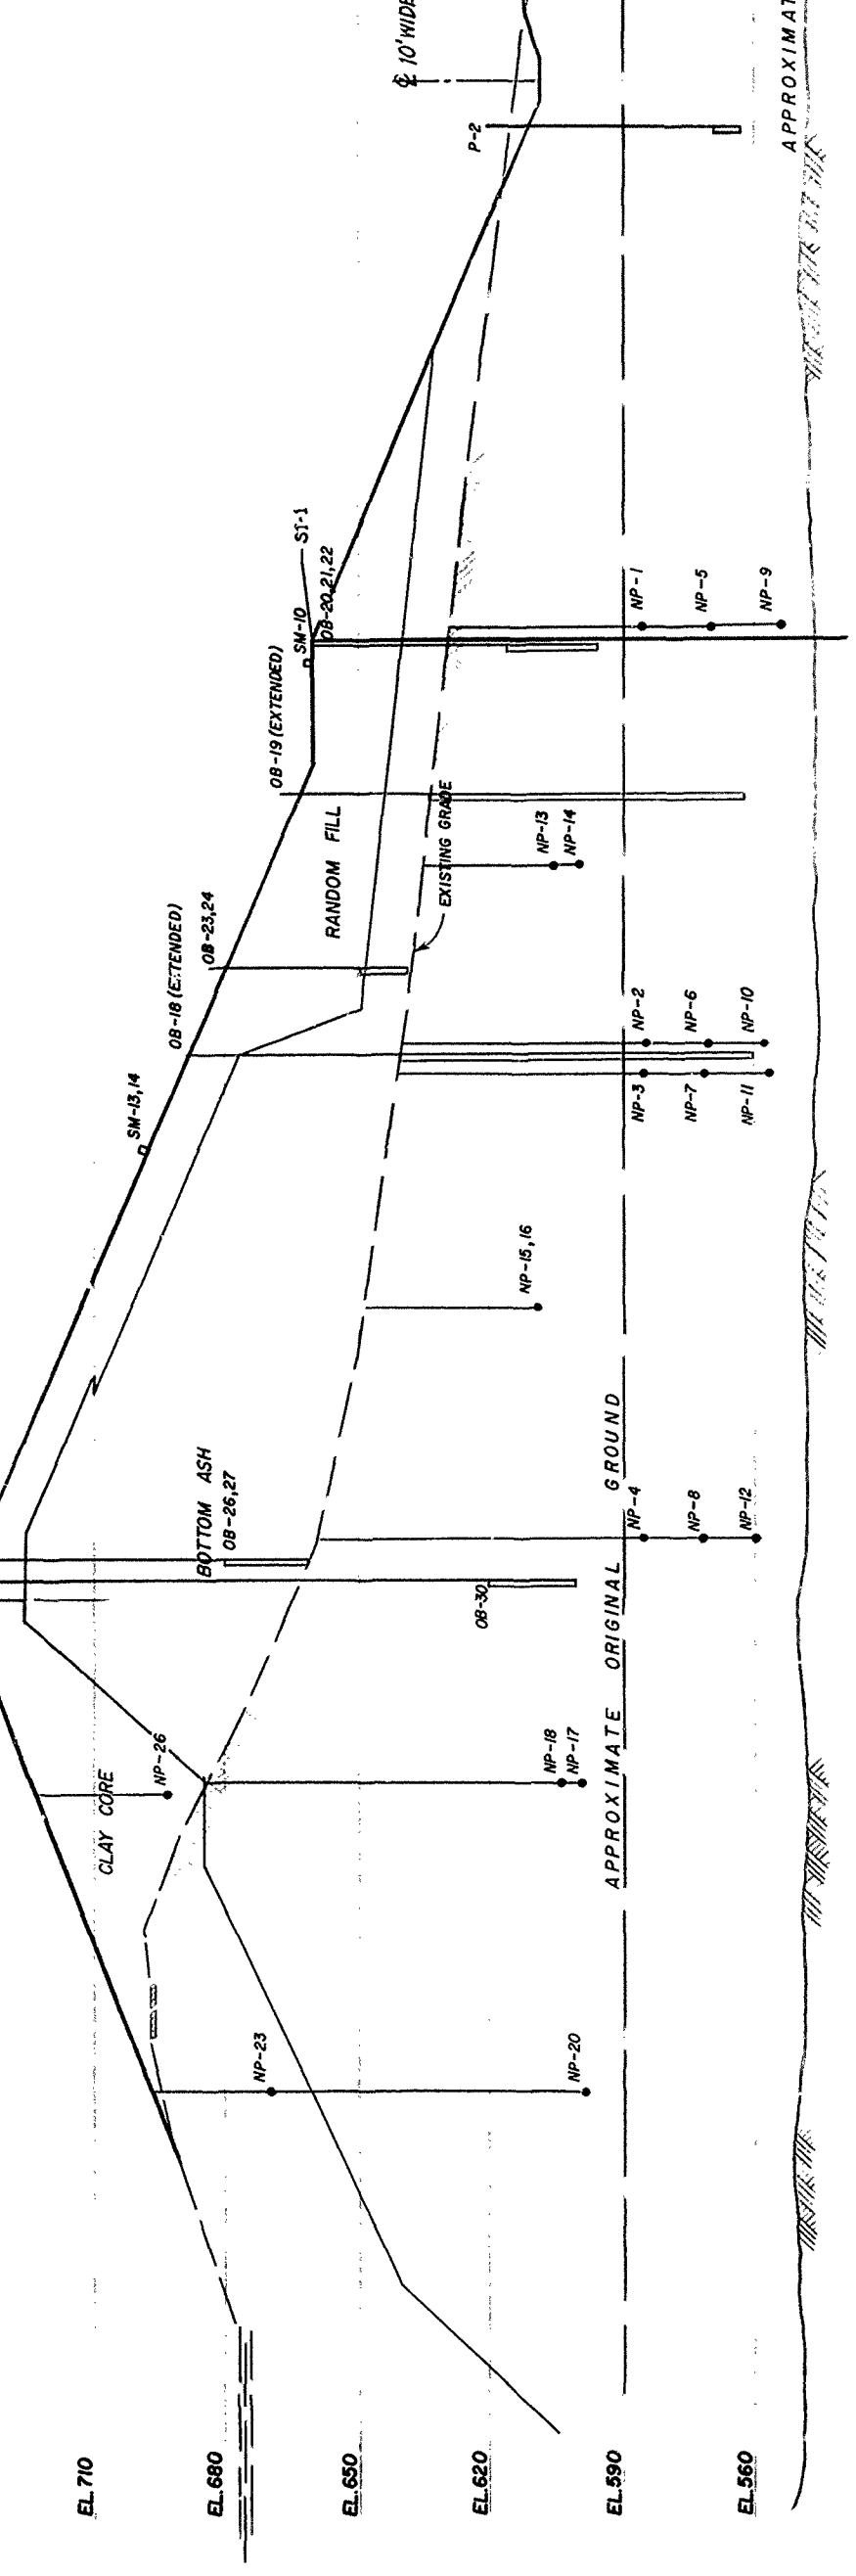 ℄ 10' WIDE
P-2
APPROXIMAT
ST-1
SM-10
OB-20,21,22
OB-19 (EXTENDED)
NP-1
NP-5
NP-9
RANDOM FILL
EXISTING GRADE
NP-13
NP-14
OB-18 (EXTENDED)
OB-23,24
SM-13,14
NP-2
NP-6
NP-10
NP-3
NP-7
NP-11
NP-15,16
BOTTOM ASH
OB-26,27
OB-30
NP-4
NP-8
NP-12
APPROXIMATE ORIGINAL GROUND
CLAY CORE
NP-26
NP-18
NP-17
NP-23
NP-20
EL.710
EL.680
EL.650
EL.620
EL.590
EL.560